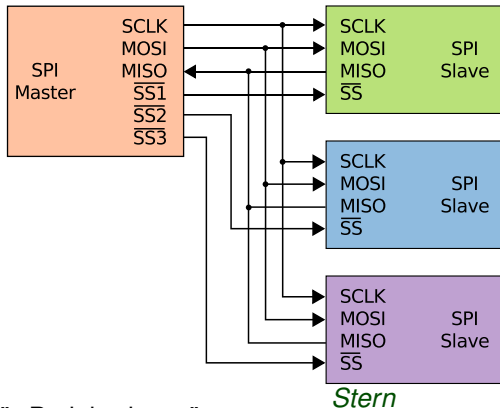 SPI
Master
SCLK
MOSI
MISO
SS1
SS2
SS3
SCLK
MOSI
MISO
SS
SPI
Slave
SCLK
MOSI
MISO
SS
SPI
Slave
SCLK
MOSI
MISO
SS
SPI
Slave
Stern